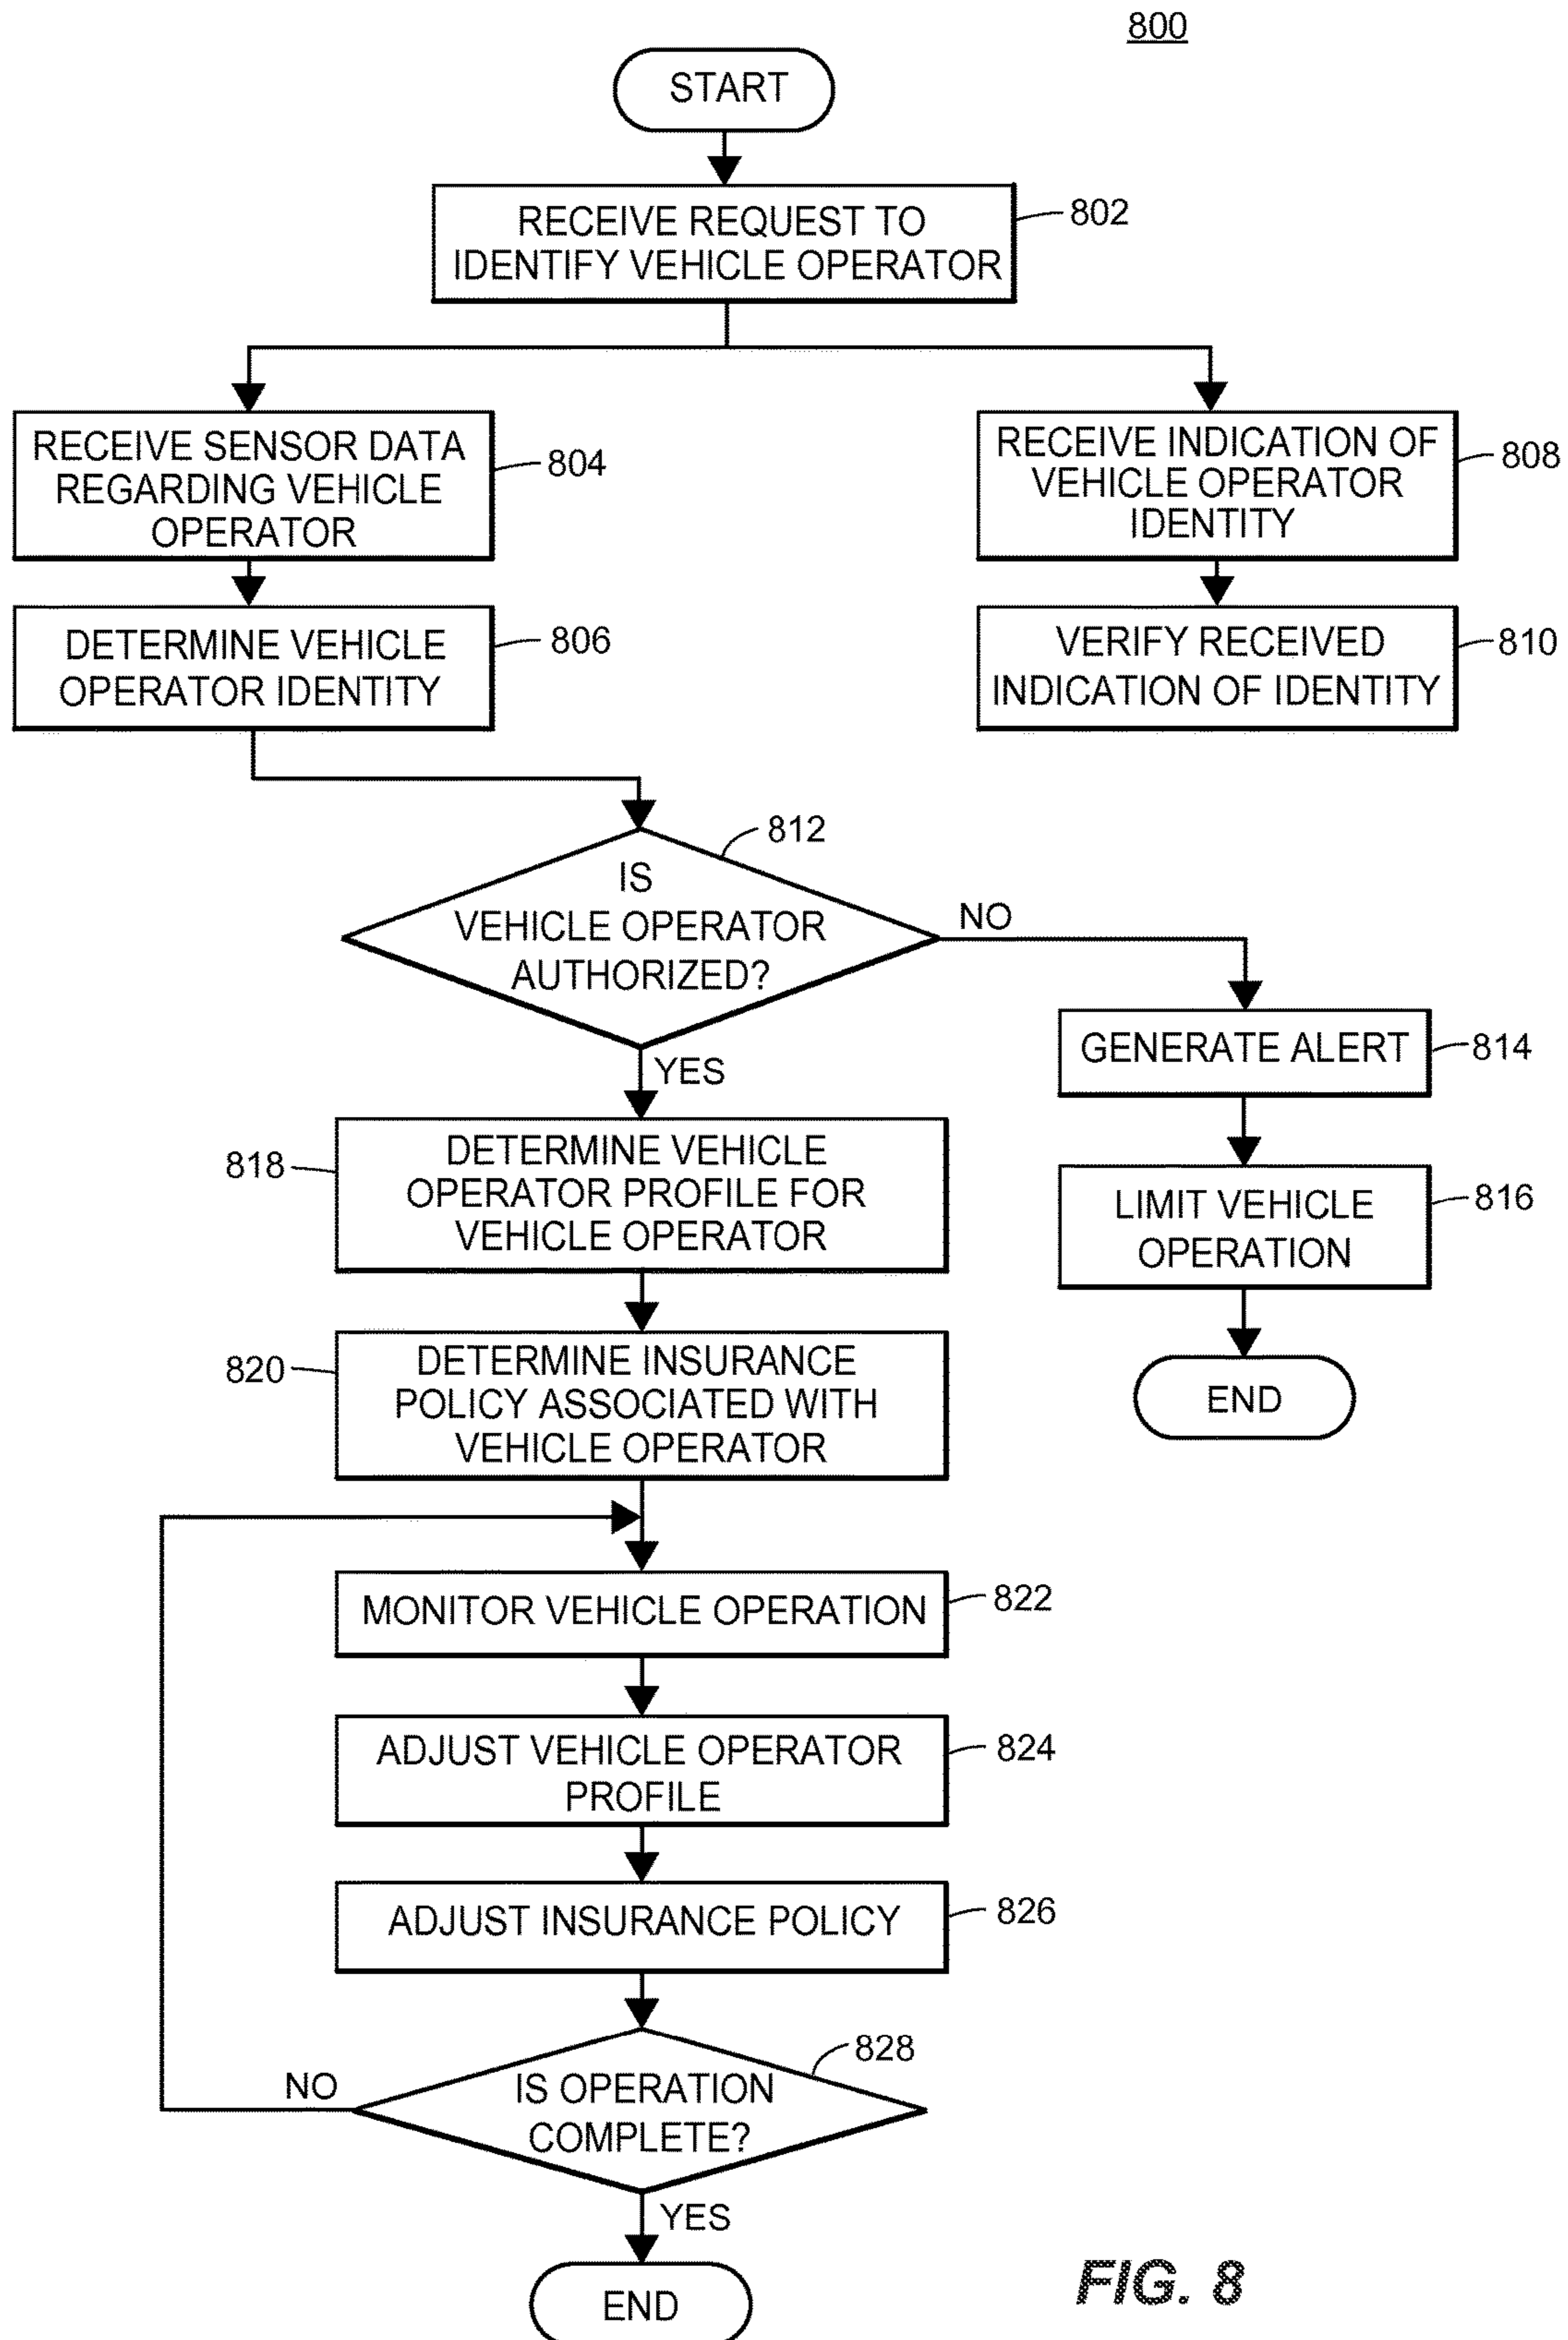 800
START
RECEIVE REQUEST TO
IDENTIFY VEHICLE OPERATOR
802
RECEIVE SENSOR DATA
REGARDING VEHICLE
OPERATOR
804
RECEIVE INDICATION OF
VEHICLE OPERATOR
IDENTITY
808
DETERMINE VEHICLE
OPERATOR IDENTITY
806
VERIFY RECEIVED
INDICATION OF IDENTITY
810
IS
VEHICLE OPERATOR
AUTHORIZED?
812
NO
YES
GENERATE ALERT
814
LIMIT VEHICLE
OPERATION
816
END
DETERMINE VEHICLE
OPERATOR PROFILE FOR
VEHICLE OPERATOR
818
DETERMINE INSURANCE
POLICY ASSOCIATED WITH
VEHICLE OPERATOR
820
MONITOR VEHICLE OPERATION
822
ADJUST VEHICLE OPERATOR
PROFILE
824
ADJUST INSURANCE POLICY
826
IS OPERATION
COMPLETE?
828
NO
YES
END
FIG. 8